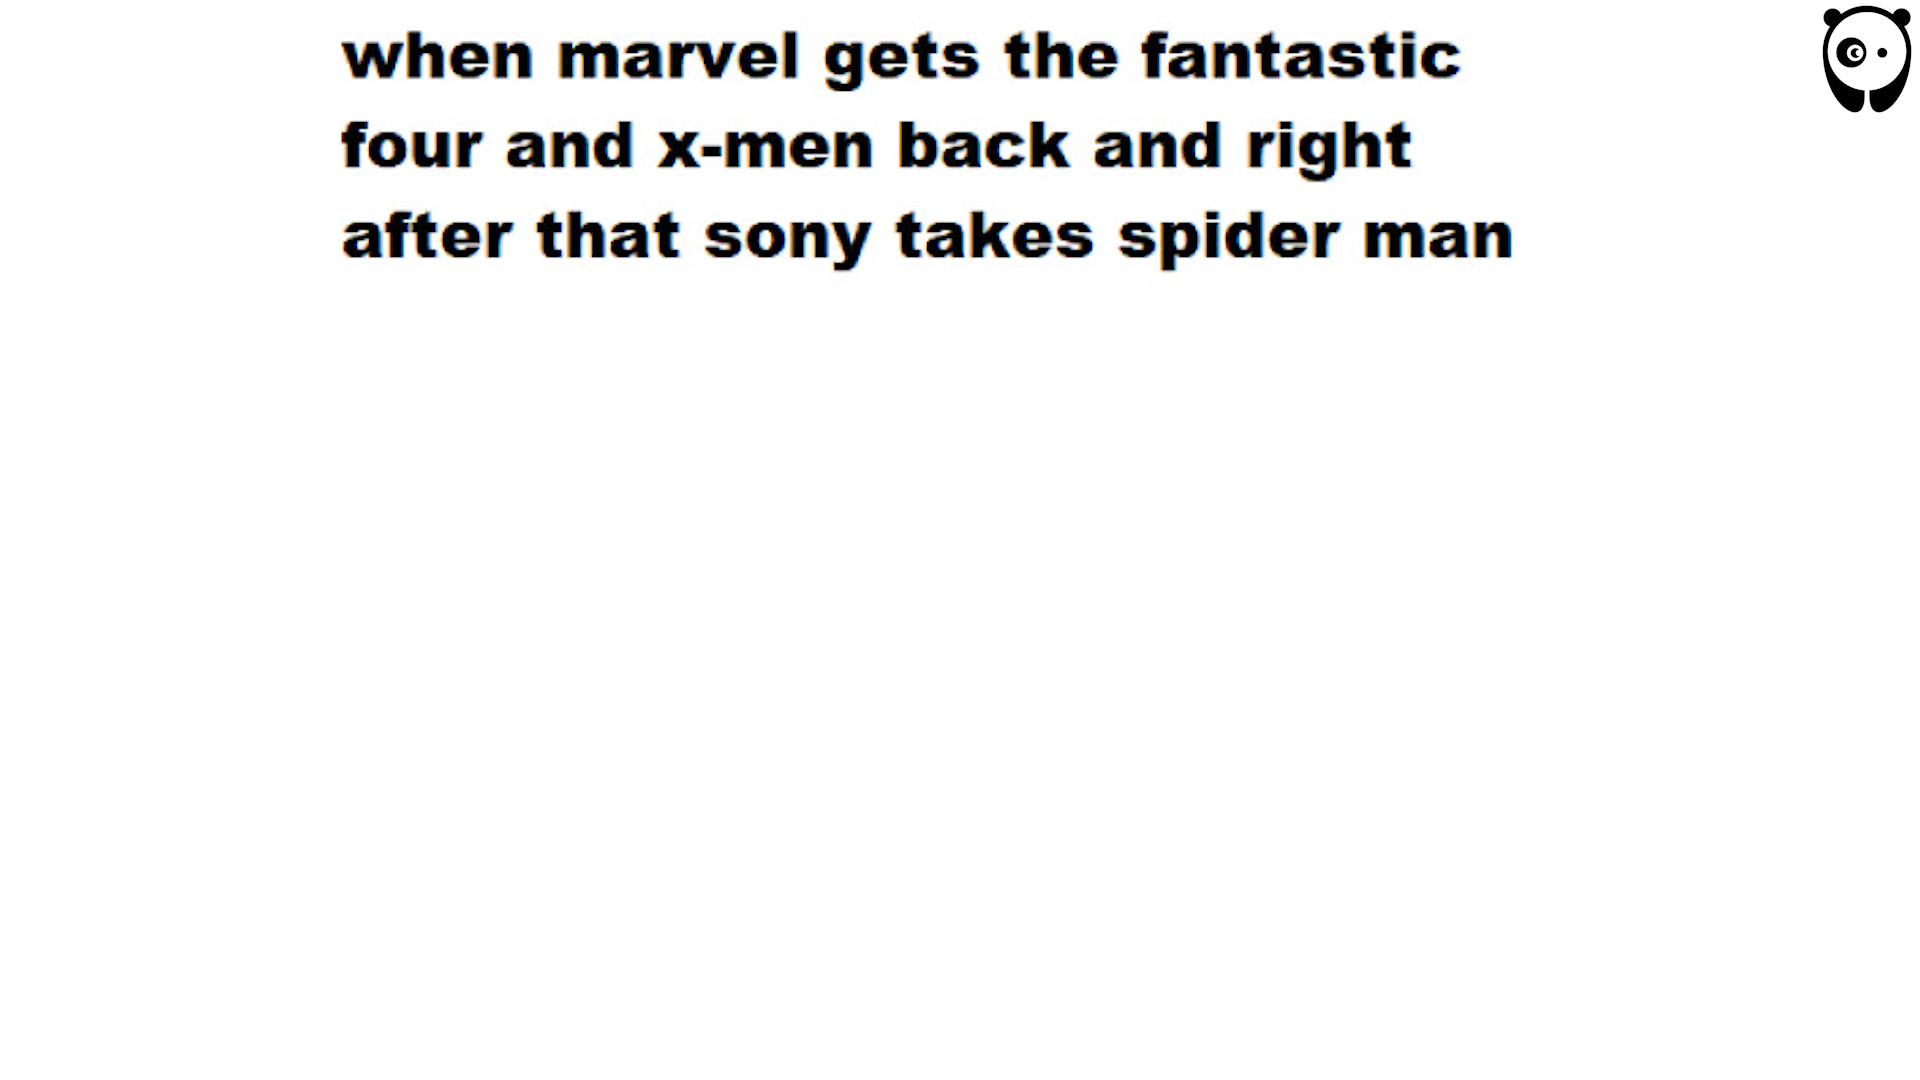 when marvel gets the fantastic
four and x-men back and right
after that sony takes spider man